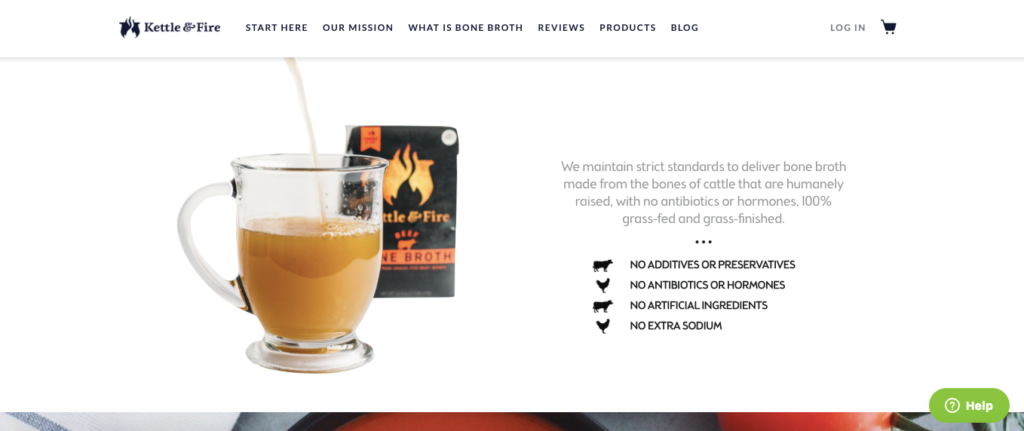 Kettle & Fire
START HERE
OUR MISSION
WHAT IS BONE BROTH
REVIEWS
PRODUCTS
BLOG
LOG IN
We maintain strict standards to deliver bone broth
made from the bones of cattle that are humanely
raised, with no antibiotics or hormones, 100%
grass-fed and grass-finished.
ttle & Fire
BEEF
NE BROTH
NO ADDITIVES OR PRESERVATIVES
NO ANTIBIOTICS OR HORMONES
NO ARTIFICIAL INGREDIENTS
NO EXTRA SODIUM
Help